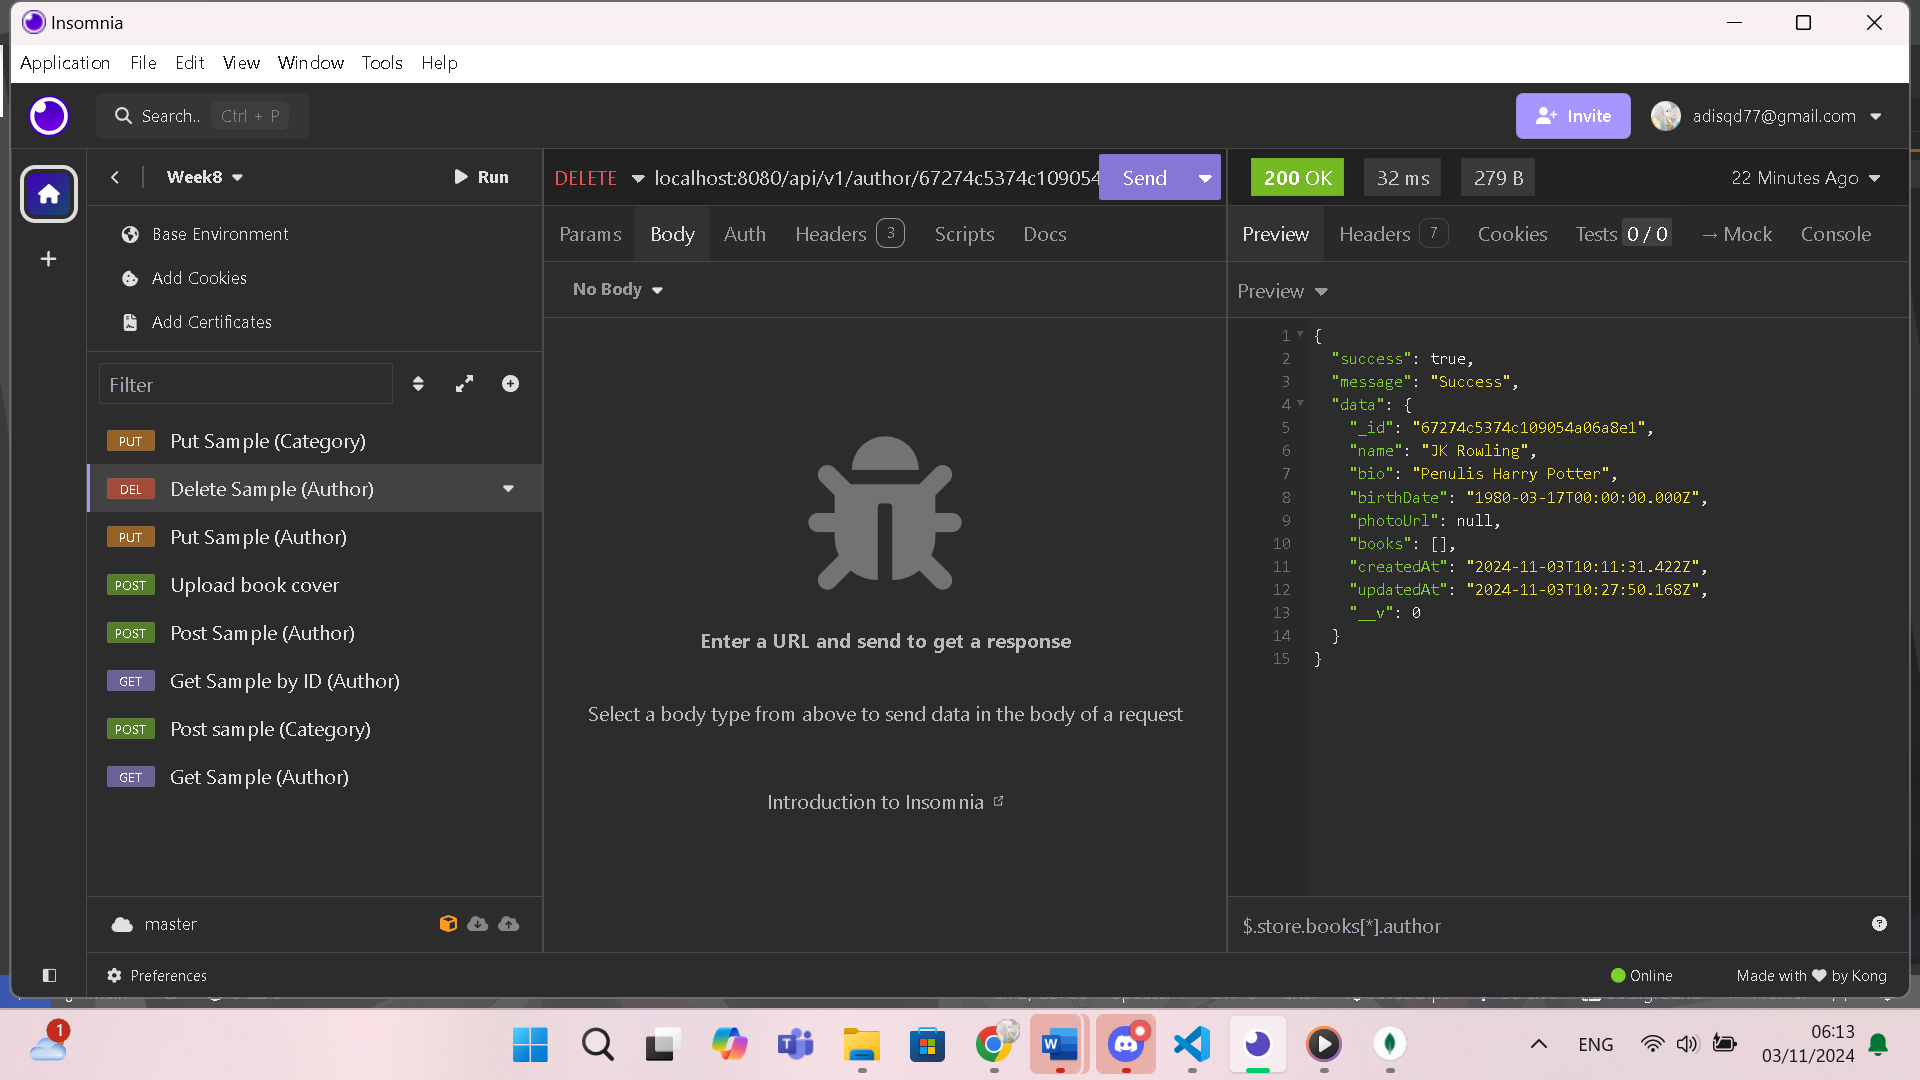 Insomnia
Application File Edit View Window Tools Help
Search.. Ctrl + P
Invite
adisqd77@gmail.com
Week8
Run
Base Environment
Add Cookies
Add Certificates
Filter
PUT Put Sample (Category)
DEL Delete Sample (Author)
PUT Put Sample (Author)
POST Upload book cover
POST Post Sample (Author)
GET Get Sample by ID (Author)
POST Post sample (Category)
GET Get Sample (Author)
master
Preferences
DELETE localhost:8080/api/v1/author/67274c5374c109054 Send
Params Body Auth Headers 3 Scripts Docs
No Body
Enter a URL and send to get a response
Select a body type from above to send data in the body of a request
Introduction to Insomnia
200 OK 32 ms 279 B 22 Minutes Ago
Preview Headers 7 Cookies Tests 0 / 0 → Mock Console
Preview
1 {
2 "success": true,
3 "message": "Success",
4 "data": {
5 "_id": "67274c5374c109054a06a8e1",
6 "name": "JK Rowling",
7 "bio": "Penulis Harry Potter",
8 "birthDate": "1980-03-17T00:00:00.000Z",
9 "photoUrl": null,
10 "books": [],
11 "createdAt": "2024-11-03T10:11:31.422Z",
12 "updatedAt": "2024-11-03T10:27:50.168Z",
13 "__v": 0
14 }
15 }
$.store.books[*].author
Online
Made with ♥ by Kong
1
ENG
06:13
03/11/2024